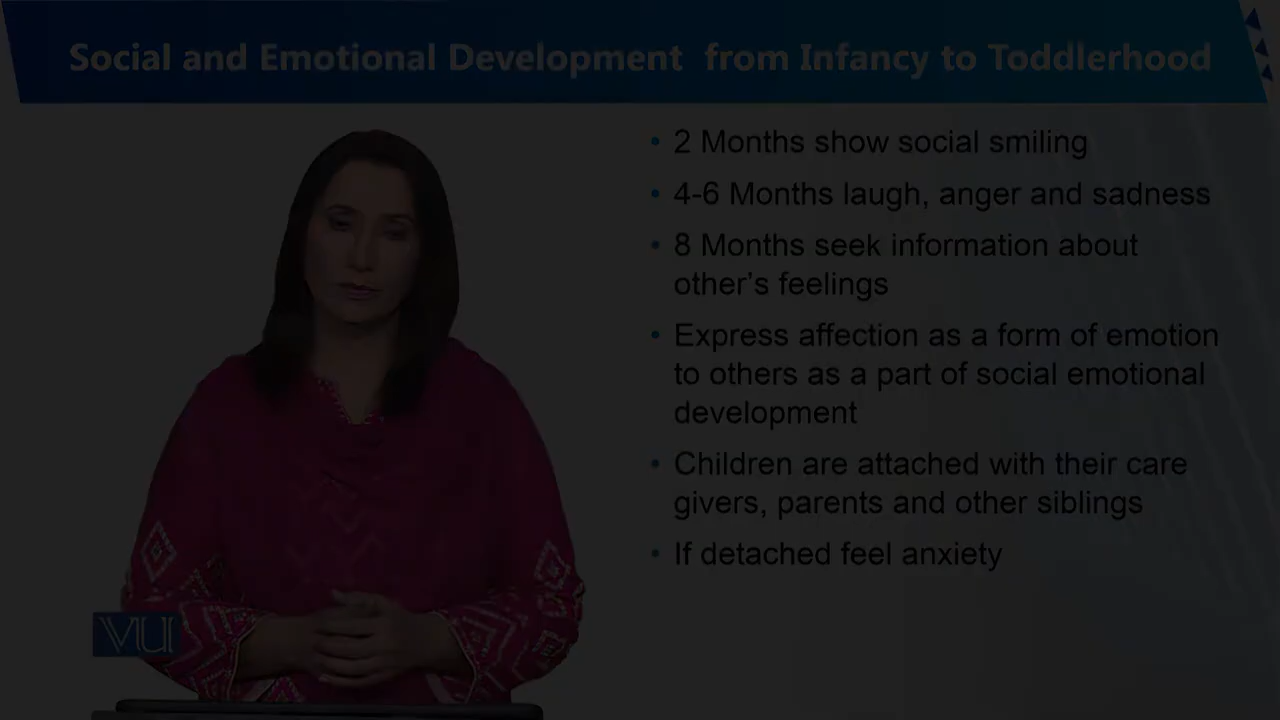 Social and Emotional Development from Infancy to Toddlerhood
• 2 Months show social smiling
• 4-6 Months laugh, anger and sadness
• 8 Months seek information about
other's feelings
• Express affection as a form of emotion
to others as a part of social emotional
development
• Children are attached with their care
givers, parents and other siblings
• If detached feel anxiety
VU